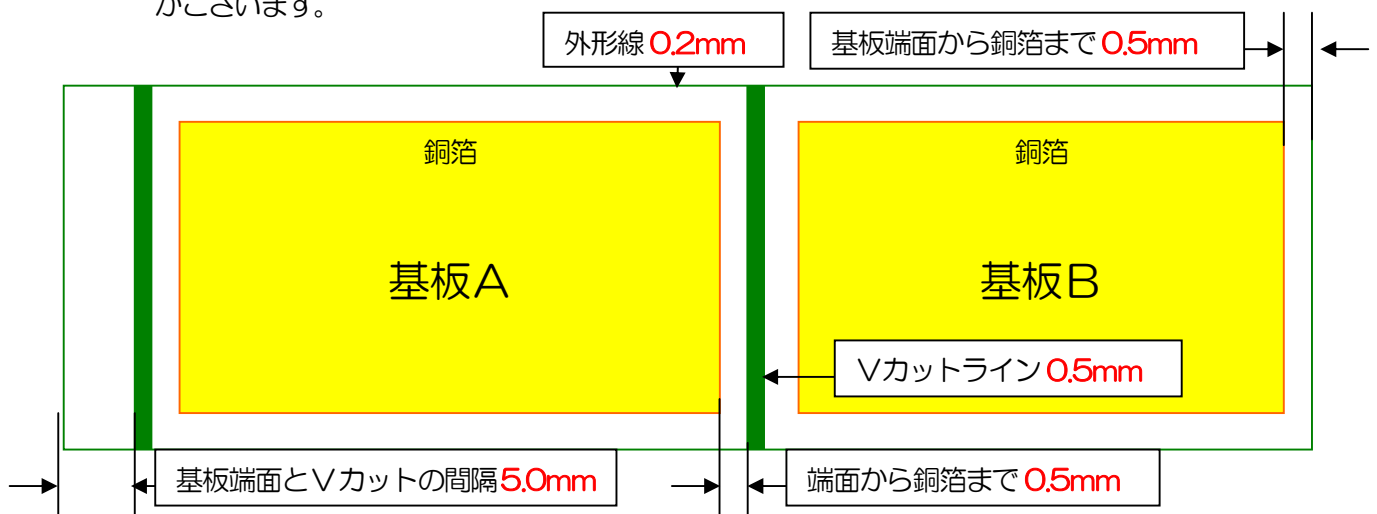 がございます。
外形線 0.2mm
基板端面から銅箔まで 0.5mm
銅箔
銅箔
基板A
基板B
Vカットライン 0.5mm
基板端面とVカットの間隔 5.0mm
端面から銅箔まで 0.5mm